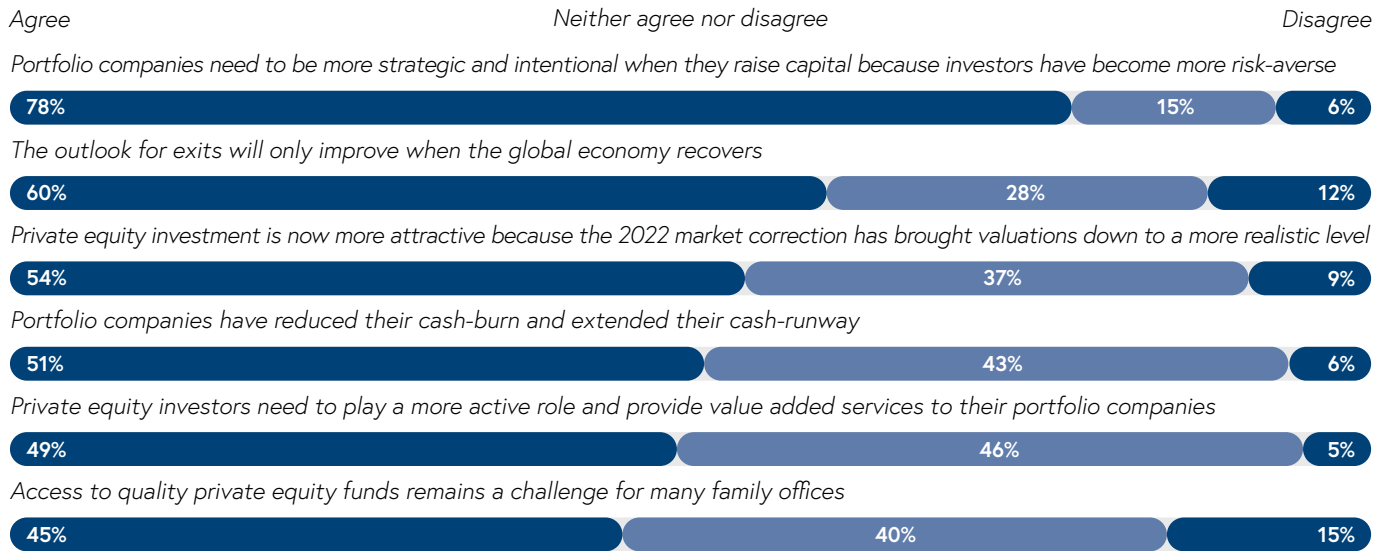 Agree Neither agree nor disagree Disagree
Portfolio companies need to be more strategic and intentional when they raise capital because investors have become more risk-averse
78% 15% 6%
The outlook for exits will only improve when the global economy recovers
60% 28% 12%
Private equity investment is now more attractive because the 2022 market correction has brought valuations down to a more realistic level
54% 37% 9%
Portfolio companies have reduced their cash-burn and extended their cash-runway
51% 43% 6%
Private equity investors need to play a more active role and provide value added services to their portfolio companies
49% 46% 5%
Access to quality private equity funds remains a challenge for many family offices
45% 40% 15%